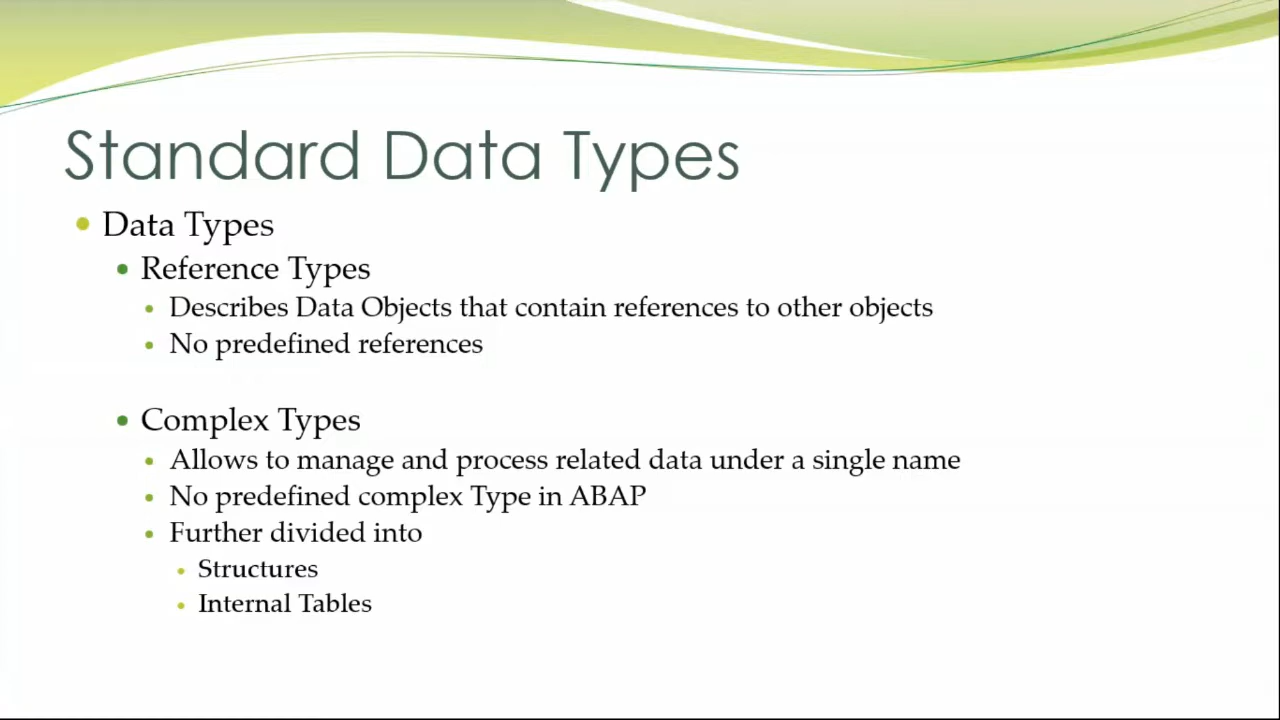 Standard Data Types
Data Types
Reference Types
Describes Data Objects that contain references to other objects
No predefined references
Complex Types
Allows to manage and process related data under a single name
No predefined complex Type in ABAP
Further divided into
Structures
Internal Tables